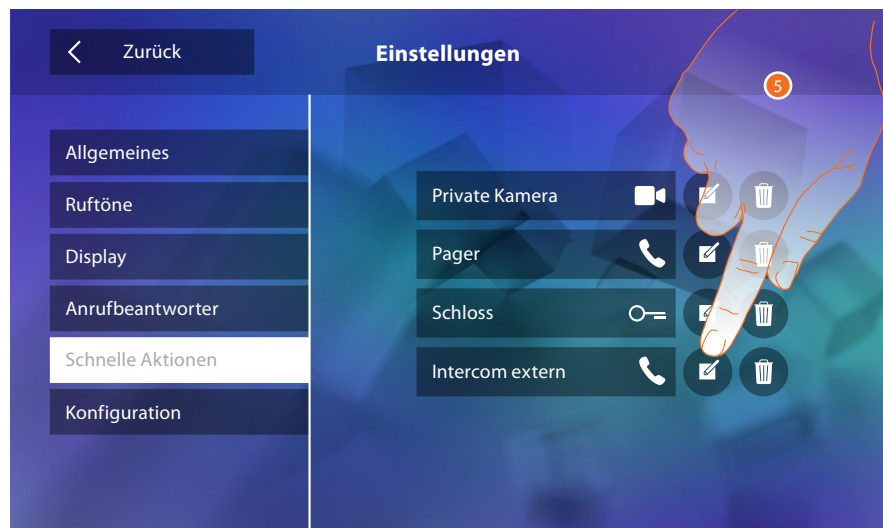 Zurück
Einstellungen
5
Allgemeines
Ruftöne
Display
Anrufbeantworter
Schnelle Aktionen
Konfiguration
Private Kamera
Pager
Schloss
Intercom extern